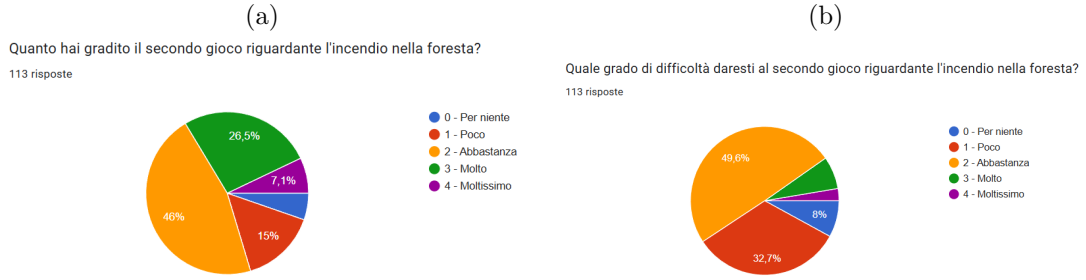 (a)
Quanto hai gradito il secondo gioco riguardante l'incendio nella foresta?
113 risposte
26,5%
7,1%
46%
15%
0 - Per niente
1 - Poco
2 - Abbastanza
3 - Molto
4 - Moltissimo
(b)
Quale grado di difficoltà daresti al secondo gioco riguardante l'incendio nella foresta?
113 risposte
49,6%
8%
32,7%
0 - Per niente
1 - Poco
2 - Abbastanza
3 - Molto
4 - Moltissimo